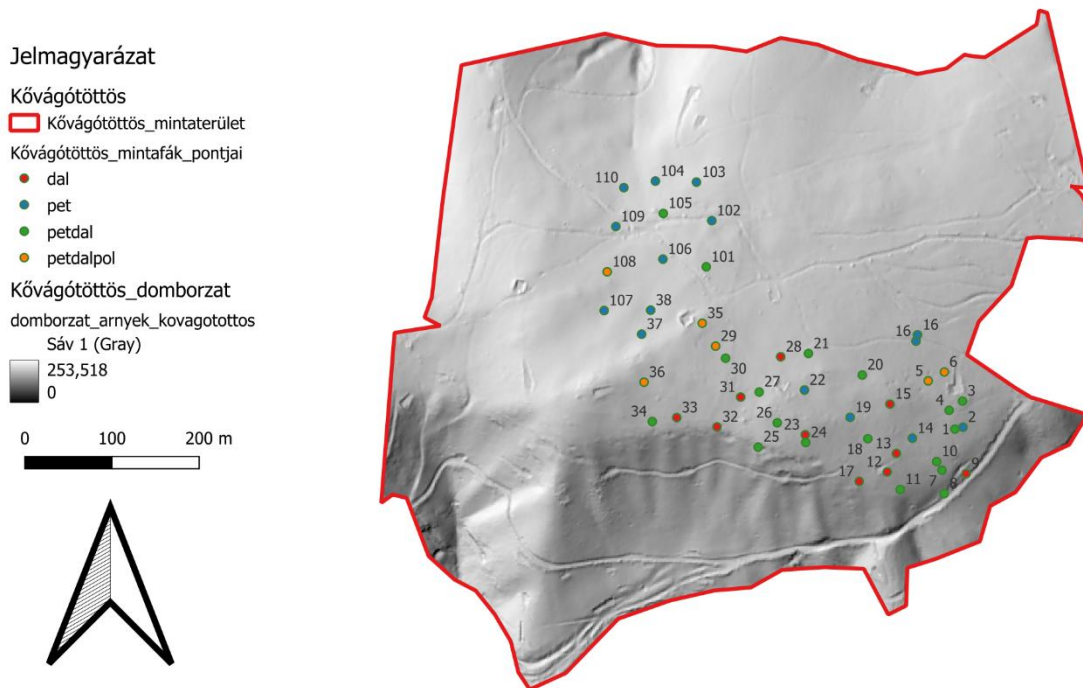 Jelmagyarázat
Kővágótöttös
Kővágótöttös_mintaterület
Kővágótöttös_mintafák_pontjai
dal
pet
petdal
petdalpol
Kővágótöttös_domborzat
domborzat_arnyek_kovagotottos
Sáv 1 (Gray)
253,518
0
0 100 200 m
110 104 103
105
109 102
106 101
108
107 38 35
37
29
16 16
28 21
30
36 20 5 6
31 27 22
4 3
15
34 33 32 26 23 19
1 2
24 18 13 14
25
12 10
17 11 7 8 9